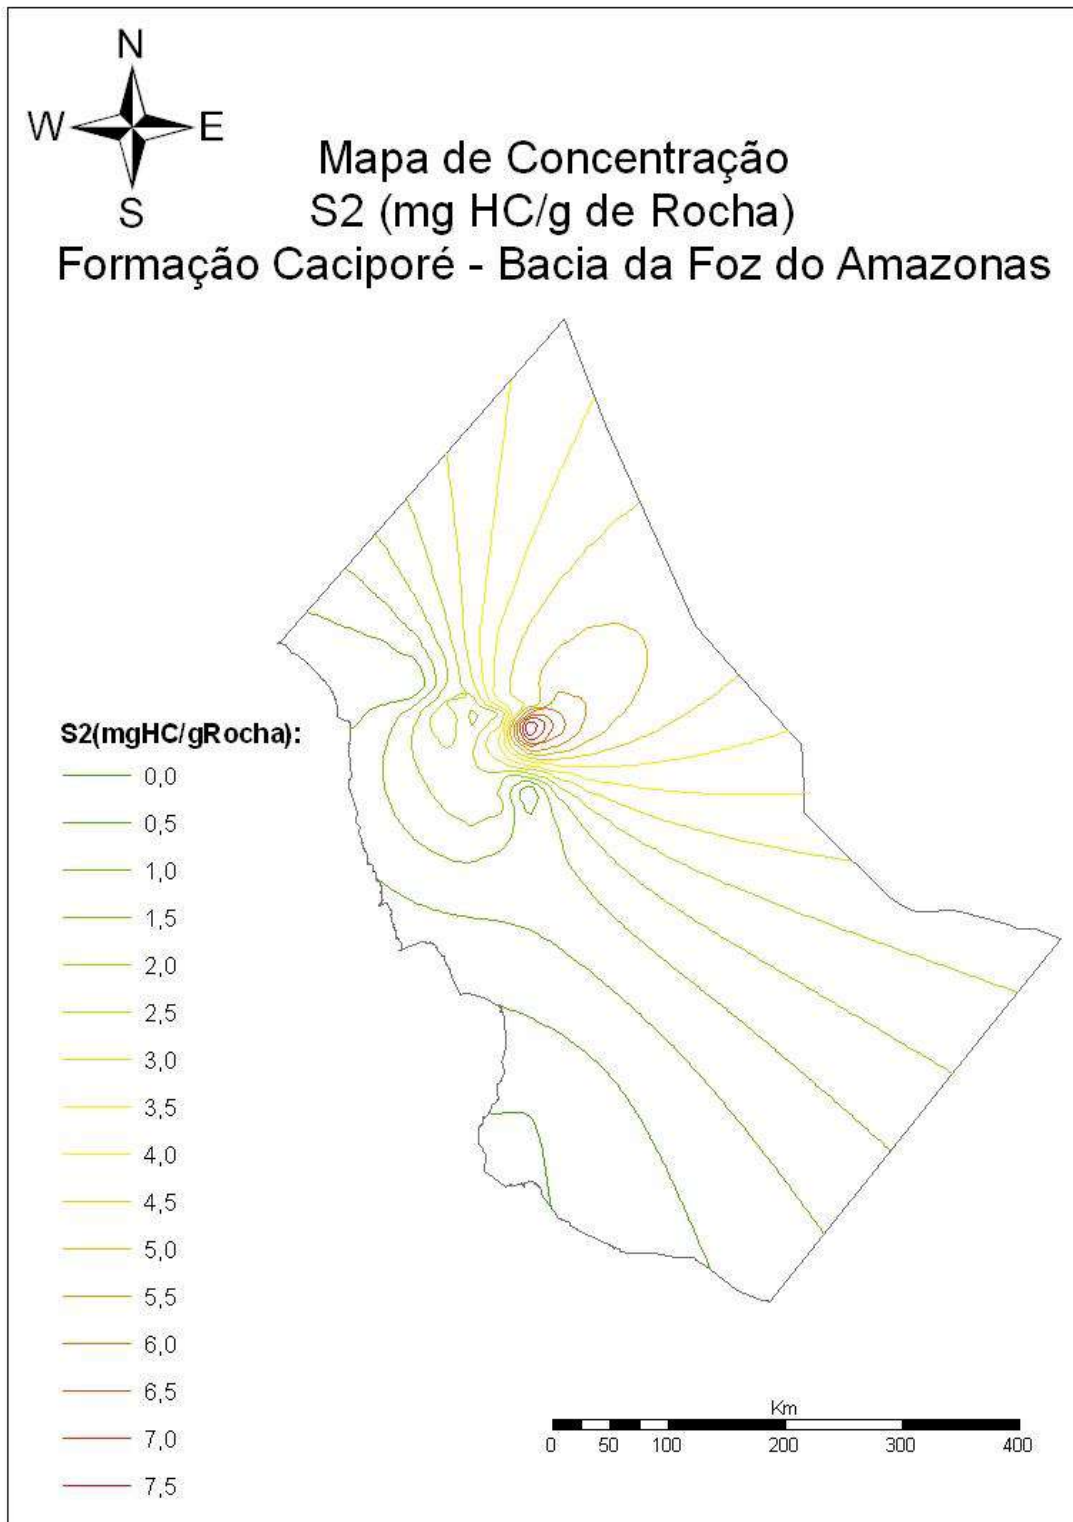 N
W E
S
Mapa de Concentração
S2 (mg HC/g de Rocha)
Formação Caciporé - Bacia da Foz do Amazonas
S2(mgHC/gRocha):
0,0
0,5
1,0
1,5
2,0
2,5
3,0
3,5
4,0
4,5
5,0
5,5
6,0
6,5
7,0
7,5
Km
0 50 100 200 300 400